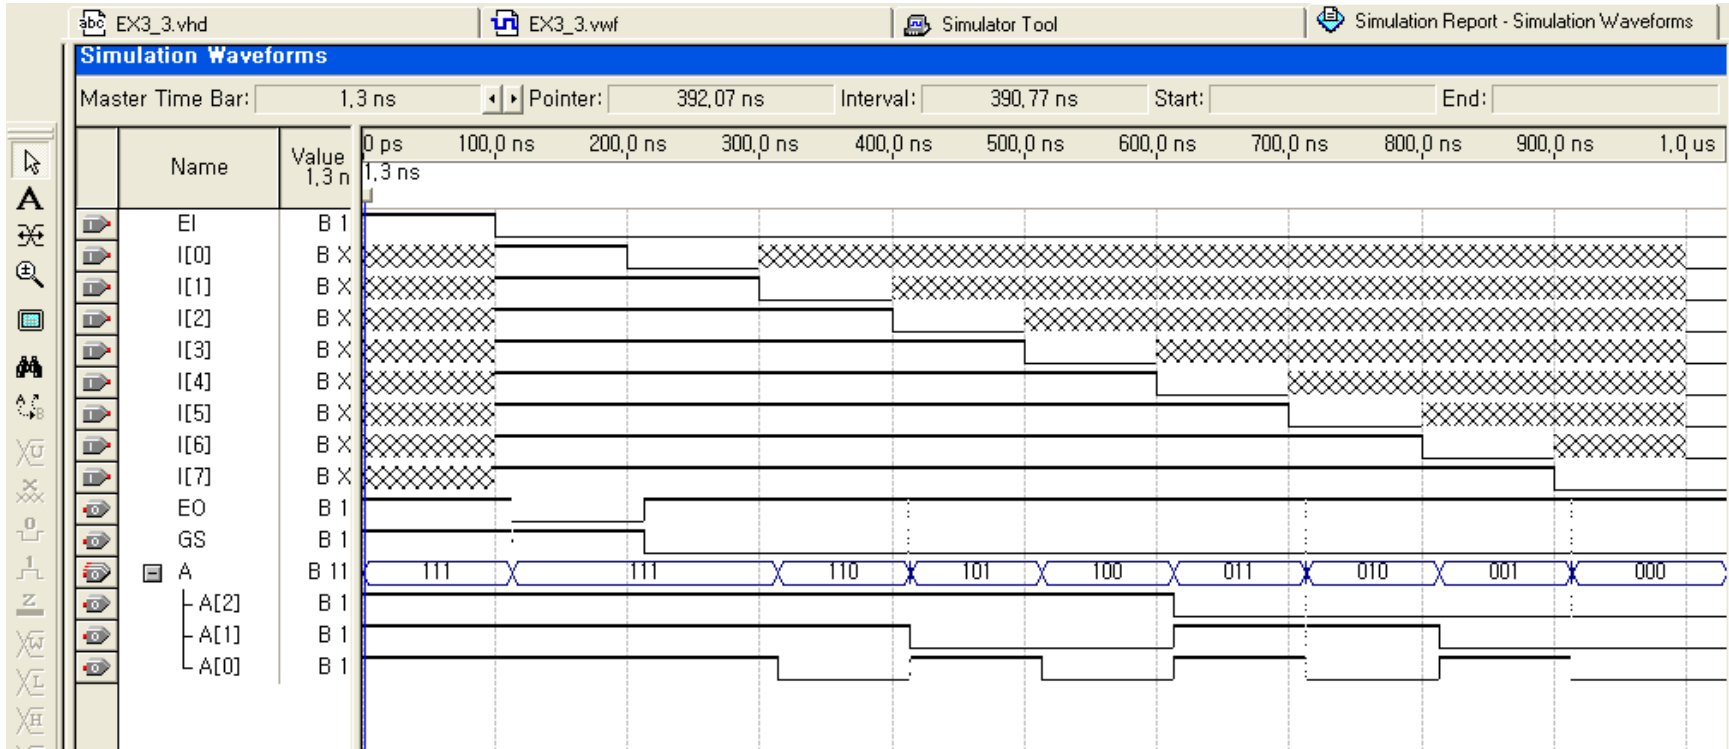 EX3_3.vhd EX3_3.vwf Simulator Tool Simulation Report - Simulation Waveforms
Simulation Waveforms
Master Time Bar: 1,3 ns Pointer: 392,07 ns Interval: 390,77 ns Start: End:
Name Value 1,3 n 0 ps 100,0 ns 200,0 ns 300,0 ns 400,0 ns 500,0 ns 600,0 ns 700,0 ns 800,0 ns 900,0 ns 1,0 us
1,3 ns
EI B 1
I[0] B X
I[1] B X
I[2] B X
I[3] B X
I[4] B X
I[5] B X
I[6] B X
I[7] B X
EO B 1
GS B 1
A B 11 111 111 110 101 100 011 010 001 000
A[2] B 1
A[1] B 1
A[0] B 1